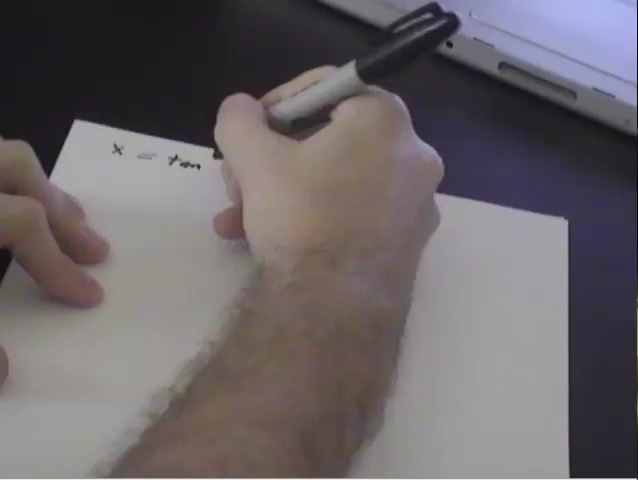 x = tan